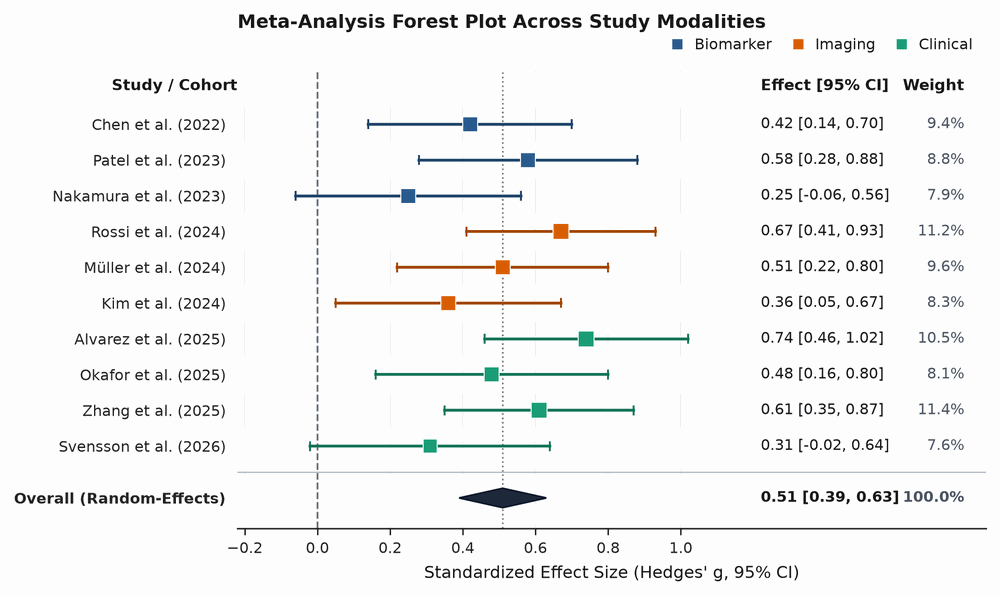 Meta-Analysis Forest Plot Across Study Modalities
Biomarker Imaging Clinical
Study / Cohort Effect [95% CI] Weight
Chen et al. (2022) 0.42 [0.14, 0.70] 9.4%
Patel et al. (2023) 0.58 [0.28, 0.88] 8.8%
Nakamura et al. (2023) 0.25 [-0.06, 0.56] 7.9%
Rossi et al. (2024) 0.67 [0.41, 0.93] 11.2%
Müller et al. (2024) 0.51 [0.22, 0.80] 9.6%
Kim et al. (2024) 0.36 [0.05, 0.67] 8.3%
Alvarez et al. (2025) 0.74 [0.46, 1.02] 10.5%
Okafor et al. (2025) 0.48 [0.16, 0.80] 8.1%
Zhang et al. (2025) 0.61 [0.35, 0.87] 11.4%
Svensson et al. (2026) 0.31 [-0.02, 0.64] 7.6%
Overall (Random-Effects) 0.51 [0.39, 0.63] 100.0%
−0.2 0.0 0.2 0.4 0.6 0.8 1.0
Standardized Effect Size (Hedges' g, 95% CI)